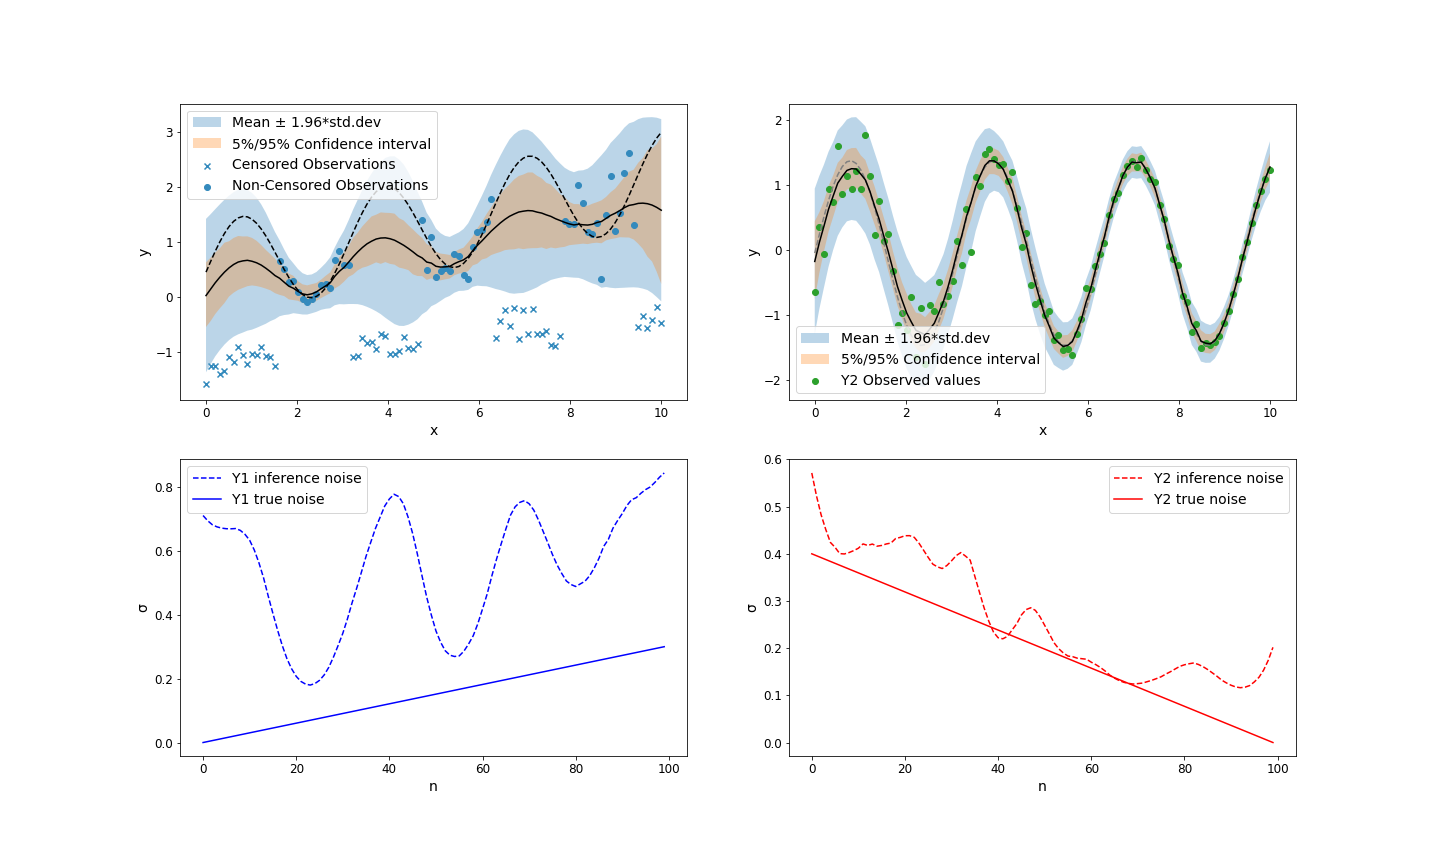 Mean ± 1.96*std.dev
5%/95% Confidence interval
Censored Observations
Non-Censored Observations
y
3
2
1
0
−1
0 2 4 6 8 10
x
y
2
1
0
−1
−2
Mean ± 1.96*std.dev
5%/95% Confidence interval
Y2 Observed values
0 2 4 6 8 10
x
Y1 inference noise
Y1 true noise
σ
0.8
0.6
0.4
0.2
0.0
0 20 40 60 80 100
n
Y2 inference noise
Y2 true noise
σ
0.6
0.5
0.4
0.3
0.2
0.1
0.0
0 20 40 60 80 100
n